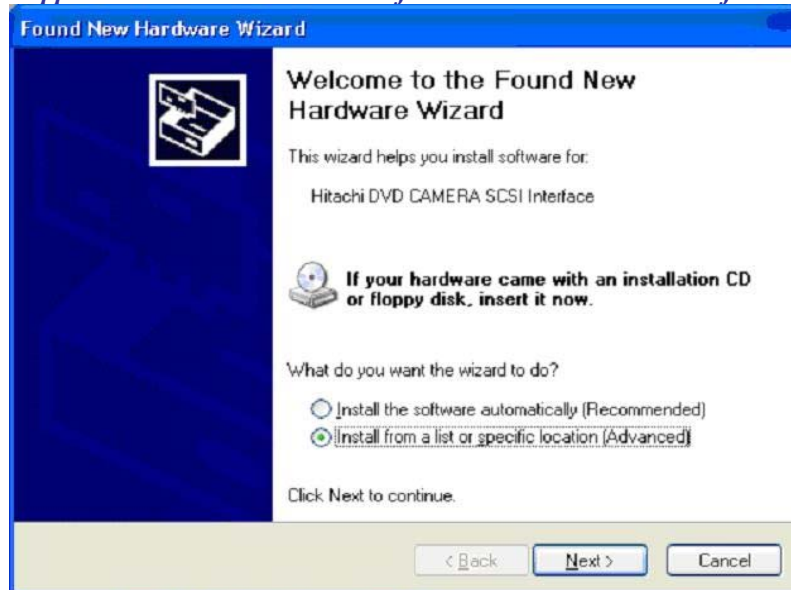 Found New Hardware Wizard
Welcome to the Found New
Hardware Wizard
This wizard helps you install software for:
Hitachi DVD CAMERA SCSI Interface
If your hardware came with an installation CD
or floppy disk, insert it now.
What do you want the wizard to do?
Install the software automatically (Recommended)
Install from a list or specific location (Advanced)
Click Next to continue.
< Back Next > Cancel